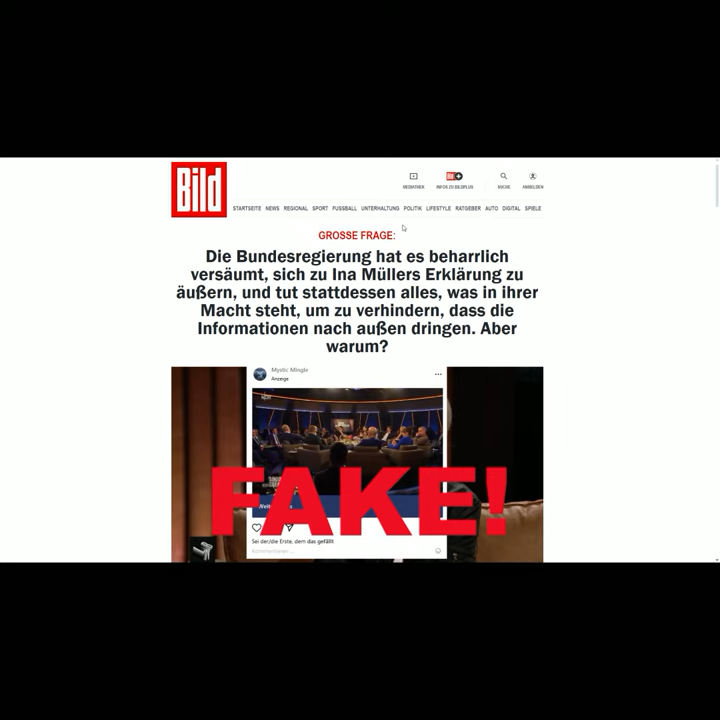 Bild
MEDIATHEK INFOS ZU BILDPLUS SUCHE ANMELDEN
STARTSEITE NEWS REGIONAL SPORT FUSSBALL UNTERHALTUNG POLITIK LIFESTYLE RATGEBER AUTO DIGITAL SPIELE
GROSSE FRAGE:
Die Bundesregierung hat es beharrlich
versäumt, sich zu Ina Müllers Erklärung zu
äußern, und tut stattdessen alles, was in ihrer
Macht steht, um zu verhindern, dass die
Informationen nach außen dringen. Aber
warum?
Mystic Mingle
Anzeige
NDR
FAKE!
Sei der/die Erste, dem das gefällt
Kommentieren ...